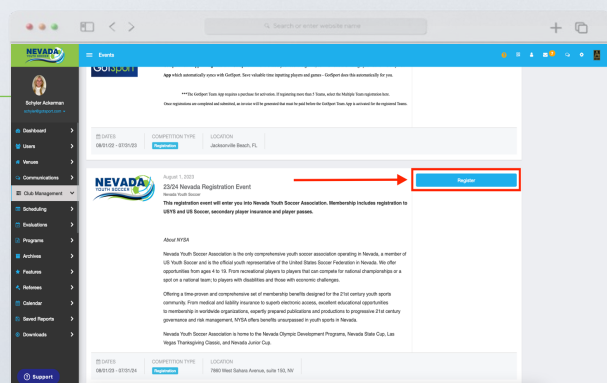 Search or enter website name
NEVADA
YOUTH SOCCER
Events
Schyler Ackerman
Dashboard
Users
Venues
Communications
Club Management
Scheduling
Evaluations
Programs
Archives
Features
Referees
Calendar
Saved Reports
Downloads
Support
GotSport
App which automatically syncs with GotSport. Save valuable time inputting players and games - GotSport does this automatically for you.
***The GotSport Team App requires a purchase for activation. If registering more than 5 Teams, select the Multiple Team registration here.
Once registrations are completed and submitted, an invoice will be generated that must be paid before the GotSport Team App is activated for the registered Teams.
DATES
08/01/22 - 07/31/23
COMPETITION TYPE
Registration
LOCATION
Jacksonville Beach, FL
NEVADA
YOUTH SOCCER
August 1, 2023
23/24 Nevada Registration Event
Nevada Youth Soccer
This registration event will enter you into Nevada Youth Soccer Association. Membership includes registration to
USYS and US Soccer, secondary player insurance and player passes.
About NYSA
Nevada Youth Soccer Association is the only comprehensive youth soccer association operating in Nevada, a member of
US Youth Soccer and is the official youth representative of the United States Soccer Federation in Nevada. We offer
opportunities from ages 4 to 19. From recreational players to players that can compete for national championships or a
spot on a national team; to players with disabilities and those with economic challenges.
Offering a time-proven and comprehensive set of membership benefits designed for the 21st century youth sports
community. From medical and liability insurance to superb electronic access, excellent educational opportunities
to membership in worldwide organizations, expertly prepared publications and productions to progressive 21st century
governance and risk management, NYSA offers benefits unsurpassed in youth sports in Nevada.
Nevada Youth Soccer Association is home to the Nevada Olympic Development Programs, Nevada State Cup, Las
Vegas Thanksgiving Classic, and Nevada Junior Cup.
DATES
08/01/23 - 07/31/24
COMPETITION TYPE
Registration
LOCATION
7860 West Sahara Avenue, suite 150, NV
Register